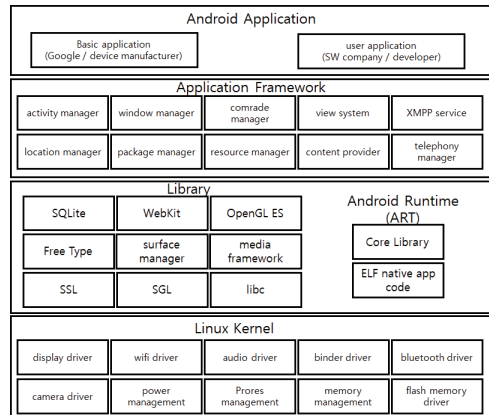 Android Application
Basic application
(Google / device manufacturer)
user application
(SW company / developer)
Application Framework
activity manager
window manager
comrade
manager
view system
XMPP service
location manager
package manager
resource manager
content provider
telephony
manager
Library
SQLite
WebKit
OpenGL ES
Free Type
surface
manager
media
framework
SSL
SGL
libc
Android Runtime
(ART)
Core Library
ELF native app
code
Linux Kernel
display driver
wifi driver
audio driver
binder driver
bluetooth driver
camera driver
power
management
Prores
management
memory
management
flash memory
driver